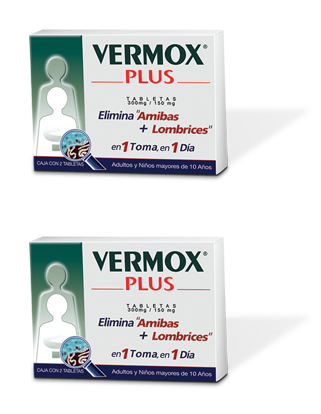 VERMOX®
PLUS
TABLETAS
300mg / 150 mg
Elimina "Amibas
+ Lombrices"
en 1 Toma, en 1 Día
CAJA CON 2 TABLETAS
Adultos y Niños mayores de 10 Años
VERMOX®
PLUS
TABLETAS
300mg / 150 mg
Elimina "Amibas
+ Lombrices"
en 1 Toma, en 1 Día
CAJA CON 2 TABLETAS
Adultos y Niños mayores de 10 Años